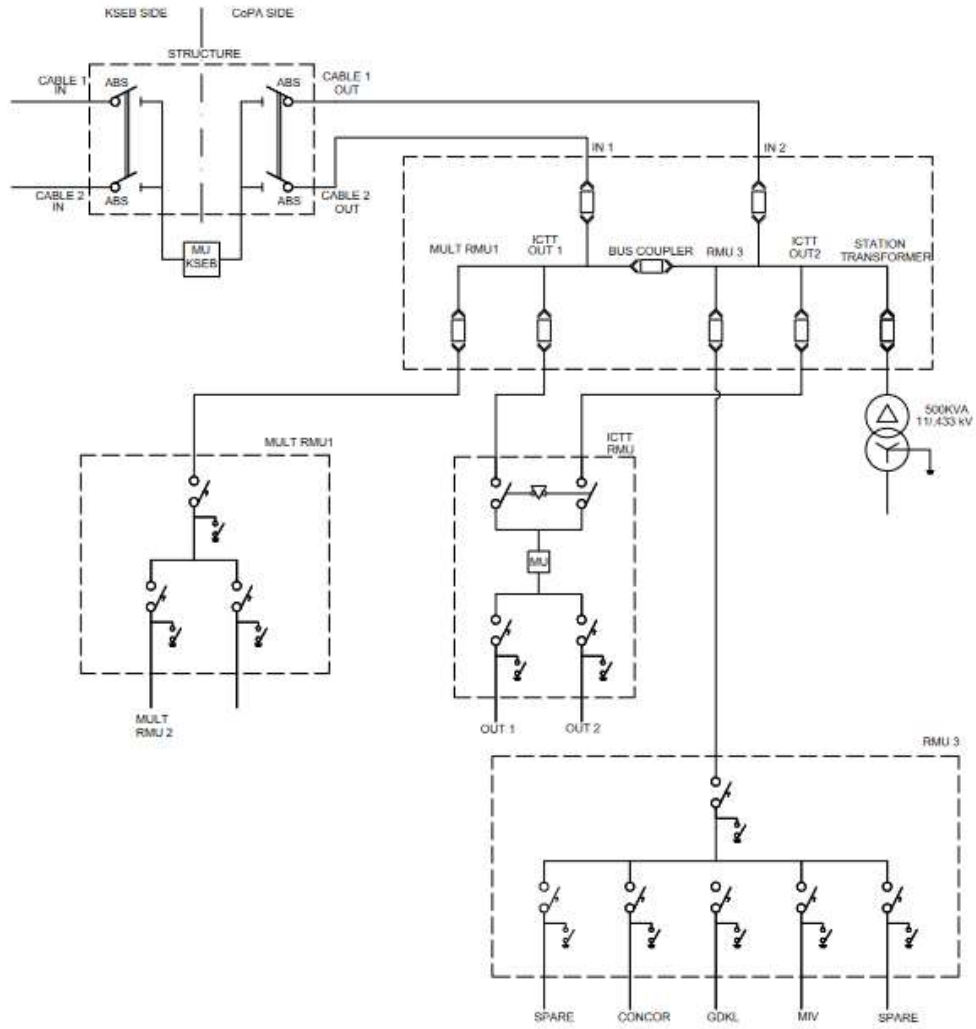 KSEB SIDE
CoPA SIDE
STRUCTURE
CABLE 1
IN
ABS
ABS
CABLE 1
OUT
CABLE 2
IN
ABS
ABS
CABLE 2
OUT
MU
KSEB
IN 1
IN 2
MULT RMU1
ICTT
OUT 1
BUS COUPLER
RMU 3
ICTT
OUT2
STATION
TRANSFORMER
500KVA
11/.433 kV
MULT RMU1
ICTT
RMU
MU
MULT
RMU 2
OUT 1
OUT 2
RMU 3
SPARE
CONCOR
GDKL
MIV
SPARE